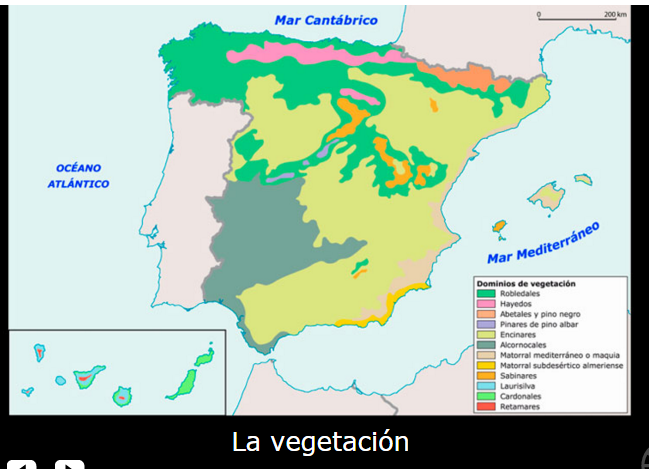 Mar Cantábrico
0 200 km
OCÉANO
ATLÁNTICO
Mar Mediterráneo
Dominios de vegetación
Robledales
Hayedos
Abetales y pino negro
Pinares de pino albar
Encinares
Alcornocales
Matorral mediterráneo o maquia
Matorral subdesértico almeriense
Sabinares
Laurisilva
Cardonales
Retamares
La vegetación